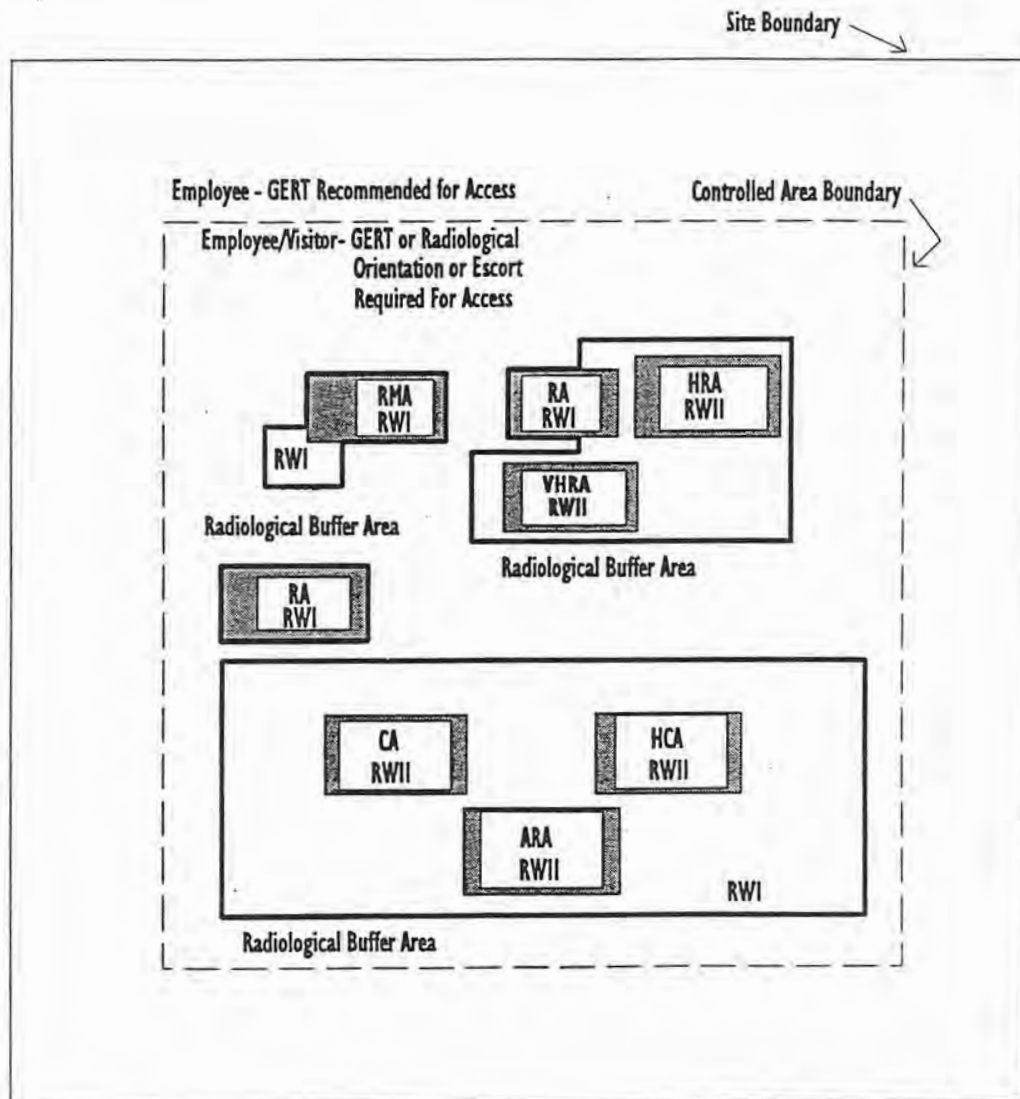 Site Boundary
Employee - GERT Recommended for Access
Controlled Area Boundary
Employee/Visitor- GERT or Radiological
Orientation or Escort
Required For Access
RMA
RWI
RWI
Radiological Buffer Area
RA
RWI
HRA
RWII
VHRA
RWII
Radiological Buffer Area
RA
RWI
CA
RWII
HCA
RWII
ARA
RWII
RWI
Radiological Buffer Area